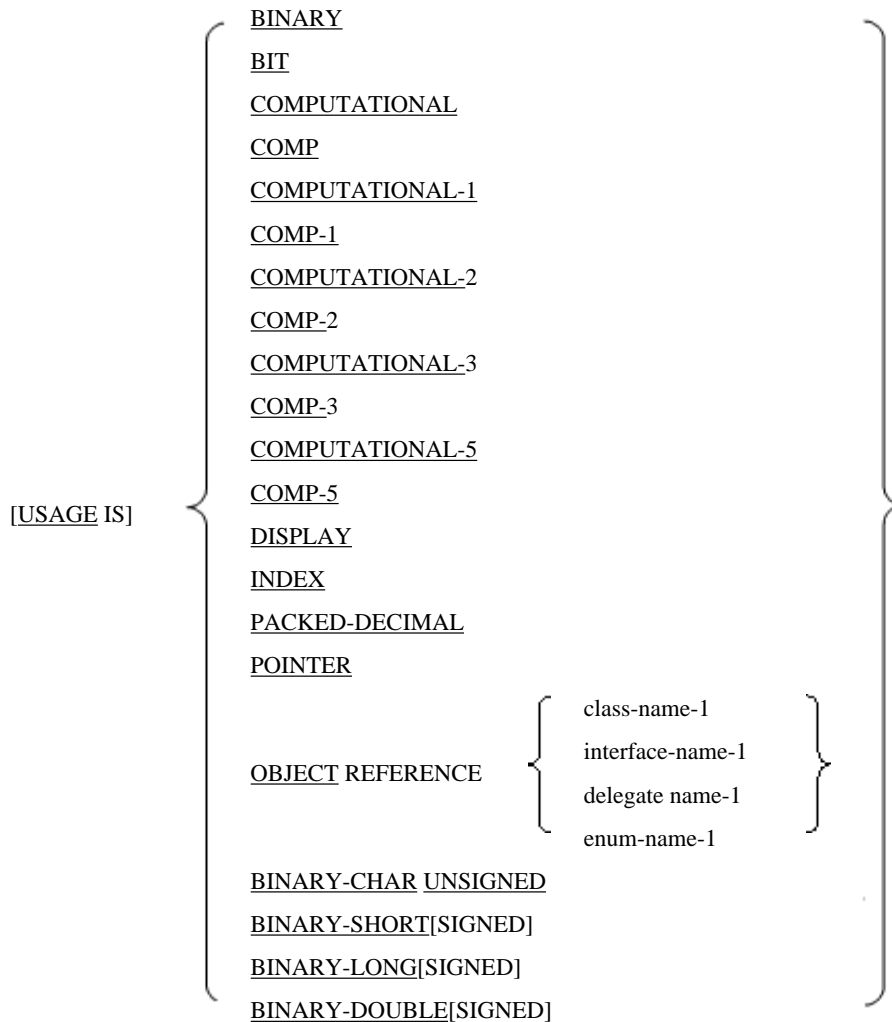 BINARY
BIT
COMPUTATIONAL
COMP
COMPUTATIONAL-1
COMP-1
COMPUTATIONAL-2
COMP-2
COMPUTATIONAL-3
COMP-3
COMPUTATIONAL-5
[USAGE IS]
COMP-5
DISPLAY
INDEX
PACKED-DECIMAL
POINTER
OBJECT REFERENCE
class-name-1
interface-name-1
delegate name-1
enum-name-1
BINARY-CHAR UNSIGNED
BINARY-SHORT[SIGNED]
BINARY-LONG[SIGNED]
BINARY-DOUBLE[SIGNED]